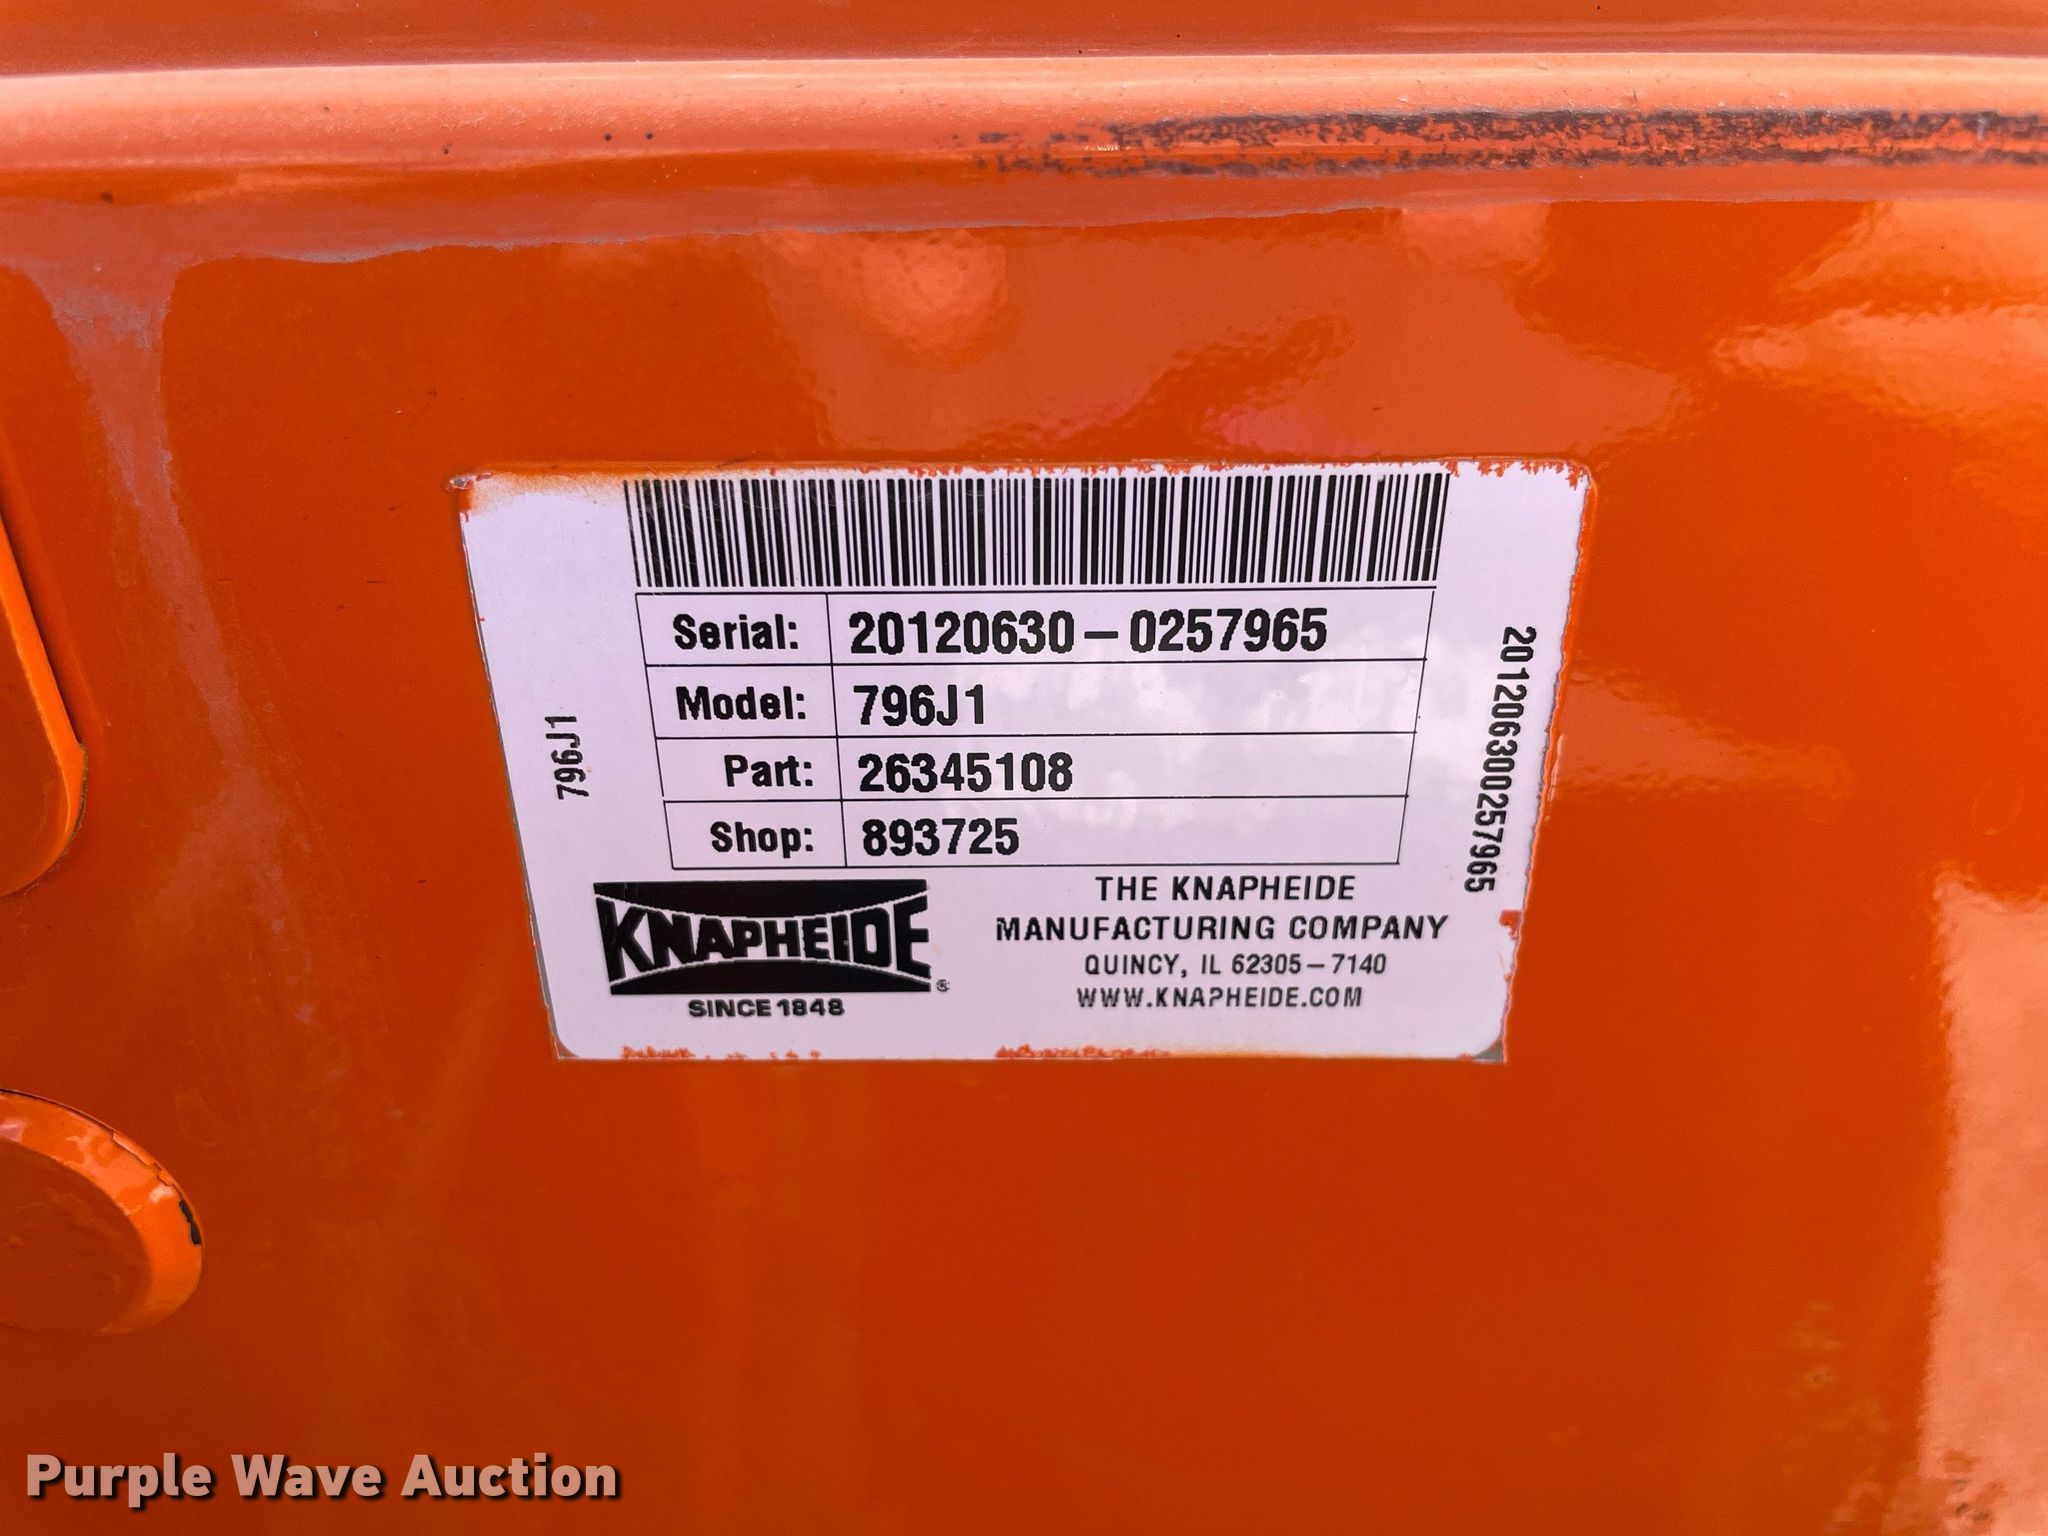 Serial: 20120630-0257965
Model: 796J1
Part: 26345108
Shop: 893725
796J1
201206300257965
KNAPHEIDE®
SINCE 1848
THE KNAPHEIDE
MANUFACTURING COMPANY
QUINCY, IL 62305-7140
WWW.KNAPHEIDE.COM
Purple Wave Auction